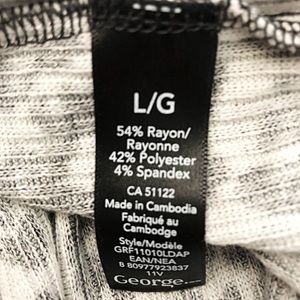 L/G
54% Rayon/
Rayonne
42% Polyester
4% Spandex
CA 51122
Made in Cambodia
Fabriqué au
Cambodge
Style/Modèle
GRF11010LDAP
EAN/NEA
8 80977923837
11V
George